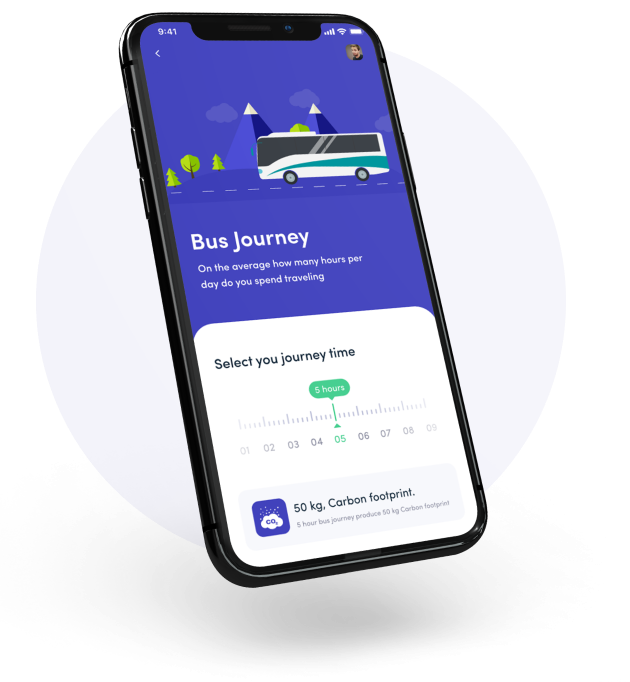 9:41
Bus Journey
On the average how many hours per
day do you spend traveling
Select you journey time
5 hours
01 02 03 04 05 06 07 08 09
CO₂
50 kg, Carbon footprint.
5 hour bus journey produce 50 kg Carbon footprint